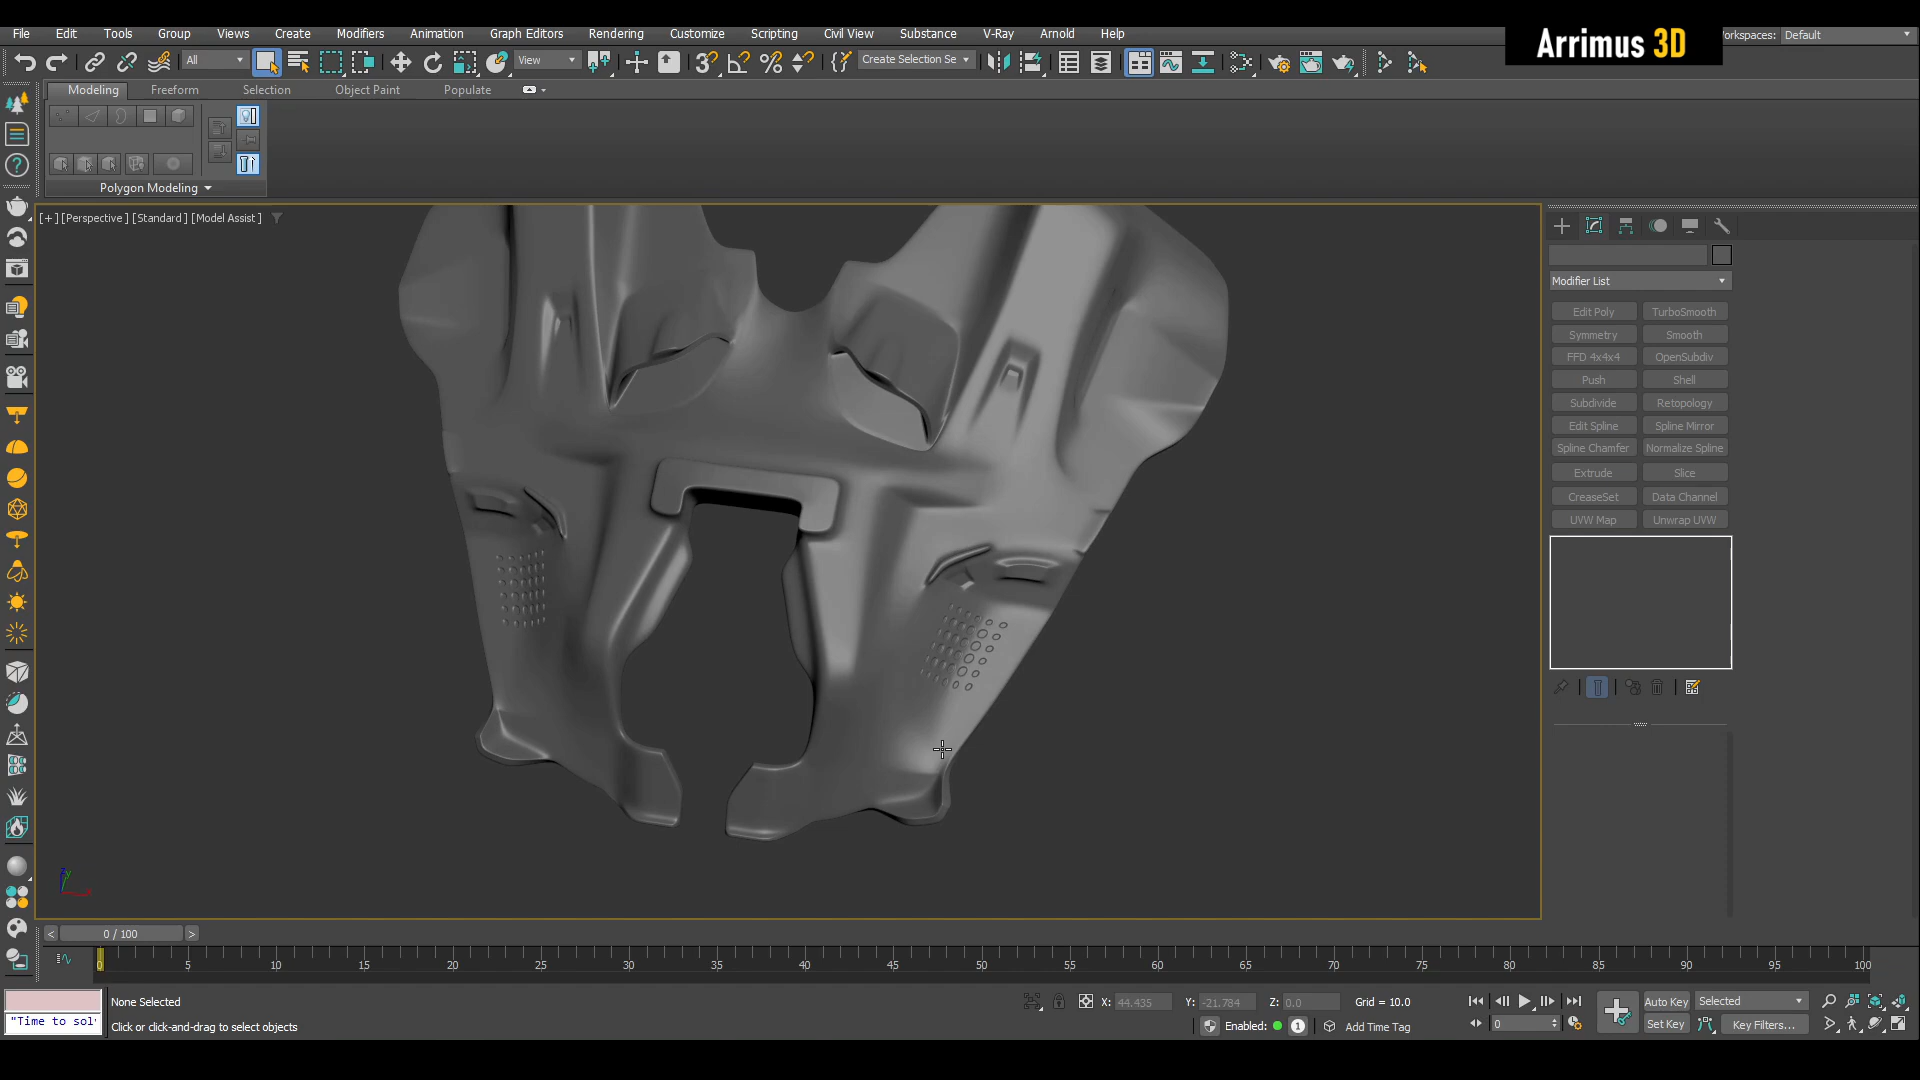 File Edit Tools Group Views Create Modifiers Animation Graph Editors Rendering Customize Scripting Civil View Substance V-Ray Arnold Help
Arrimus 3D
orkspaces: Default
All
View
Create Selection Se
Modeling Freeform Selection Object Paint Populate
Polygon Modeling
[+] [Perspective] [Standard] [Model Assist]
Modifier List
Edit Poly TurboSmooth
Symmetry Smooth
FFD 4x4x4 OpenSubdiv
Push Shell
Subdivide Retopology
Edit Spline Spline Mirror
Spline Chamfer Normalize Spline
Extrude Slice
CreaseSet Data Channel
UVW Map Unwrap UVW
< 0 / 100 >
0 5 10 15 20 25 30 35 40 45 50 55 60 65 70 75 80 85 90 95 100
None Selected
X: 44.435 Y: -21.784 Z: 0.0 Grid = 10.0
Auto Key Selected
"Time to sol
Click or click-and-drag to select objects
Enabled: 1 Add Time Tag
0
Set Key Key Filters...